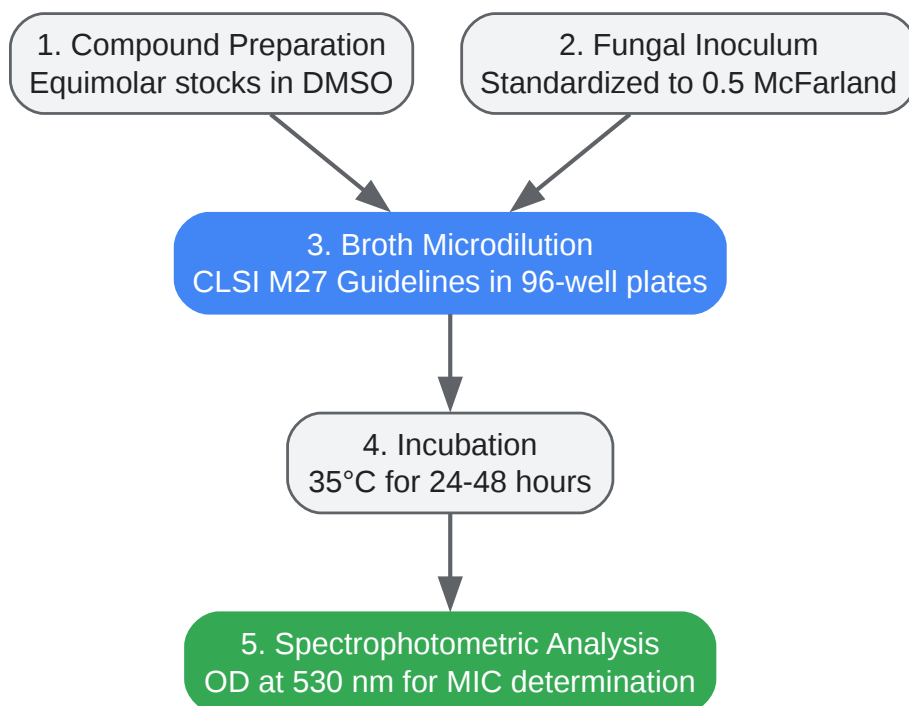 1. Compound Preparation
Equimolar stocks in DMSO
2. Fungal Inoculum
Standardized to 0.5 McFarland
3. Broth Microdilution
CLSI M27 Guidelines in 96-well plates
4. Incubation
35°C for 24-48 hours
5. Spectrophotometric Analysis
OD at 530 nm for MIC determination